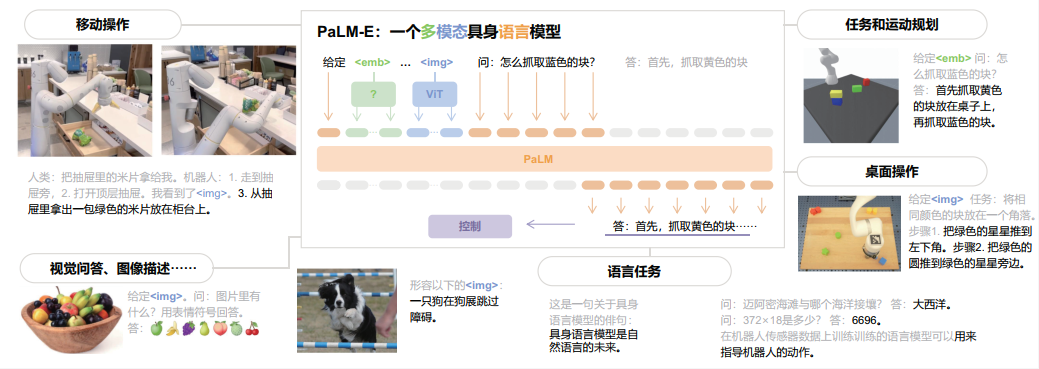 移动操作
人类：把抽屉里的米片拿给我。机器人：1. 走到抽
屉旁，2. 打开顶层抽屉。我看到了<img>。3. 从抽
屉里拿出一包绿色的米片放在柜台上。
视觉问答、图像描述……
给定<img>。问：图片里有
什么？用表情符号回答。
答：🍏🍌🍇🍐🍑🥭🍒
PaLM-E：一个多模态具身语言模型
给定 <emb> … <img> 问：怎么抓取蓝色的块？ 答：首先，抓取黄色的块
? ViT
PaLM
控制 答：首先，抓取黄色的块……
形容以下的<img>：
一只狗在狗展跳过
障碍。
语言任务
这是一句关于具身
语言模型的俳句：
具身语言模型是自
然语言的未来。
问：迈阿密海滩与哪个海洋接壤？ 答：大西洋。
问：372×18是多少？ 答：6696。
在机器人传感器数据上训练训练的语言模型可以用来
指导机器人的动作。
任务和运动规划
给定<emb> 问：怎
么抓取蓝色的块？
答：首先抓取黄色
的块放在桌子上，
再抓取蓝色的块。
桌面操作
给定<img> 任务：将相
同颜色的块放在一个角落。
步骤1. 把绿色的星星推到
左下角。步骤2. 把绿色的
圆推到绿色的星星旁边。